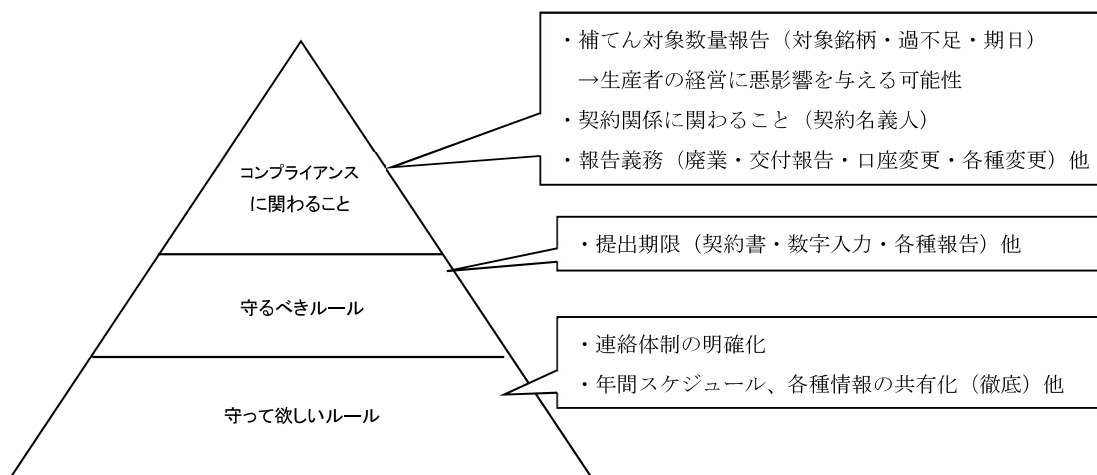 ・補てん対象数量報告（対象銘柄・過不足・期日）
→生産者の経営に悪影響を与える可能性
・契約関係に関わること（契約名義人）
・報告義務（廃業・交付報告・口座変更・各種変更）他
コンプライアンス
に関わること
・提出期限（契約書・数字入力・各種報告）他
守るべきルール
・連絡体制の明確化
・年間スケジュール、各種情報の共有化（徹底）他
守って欲しいルール